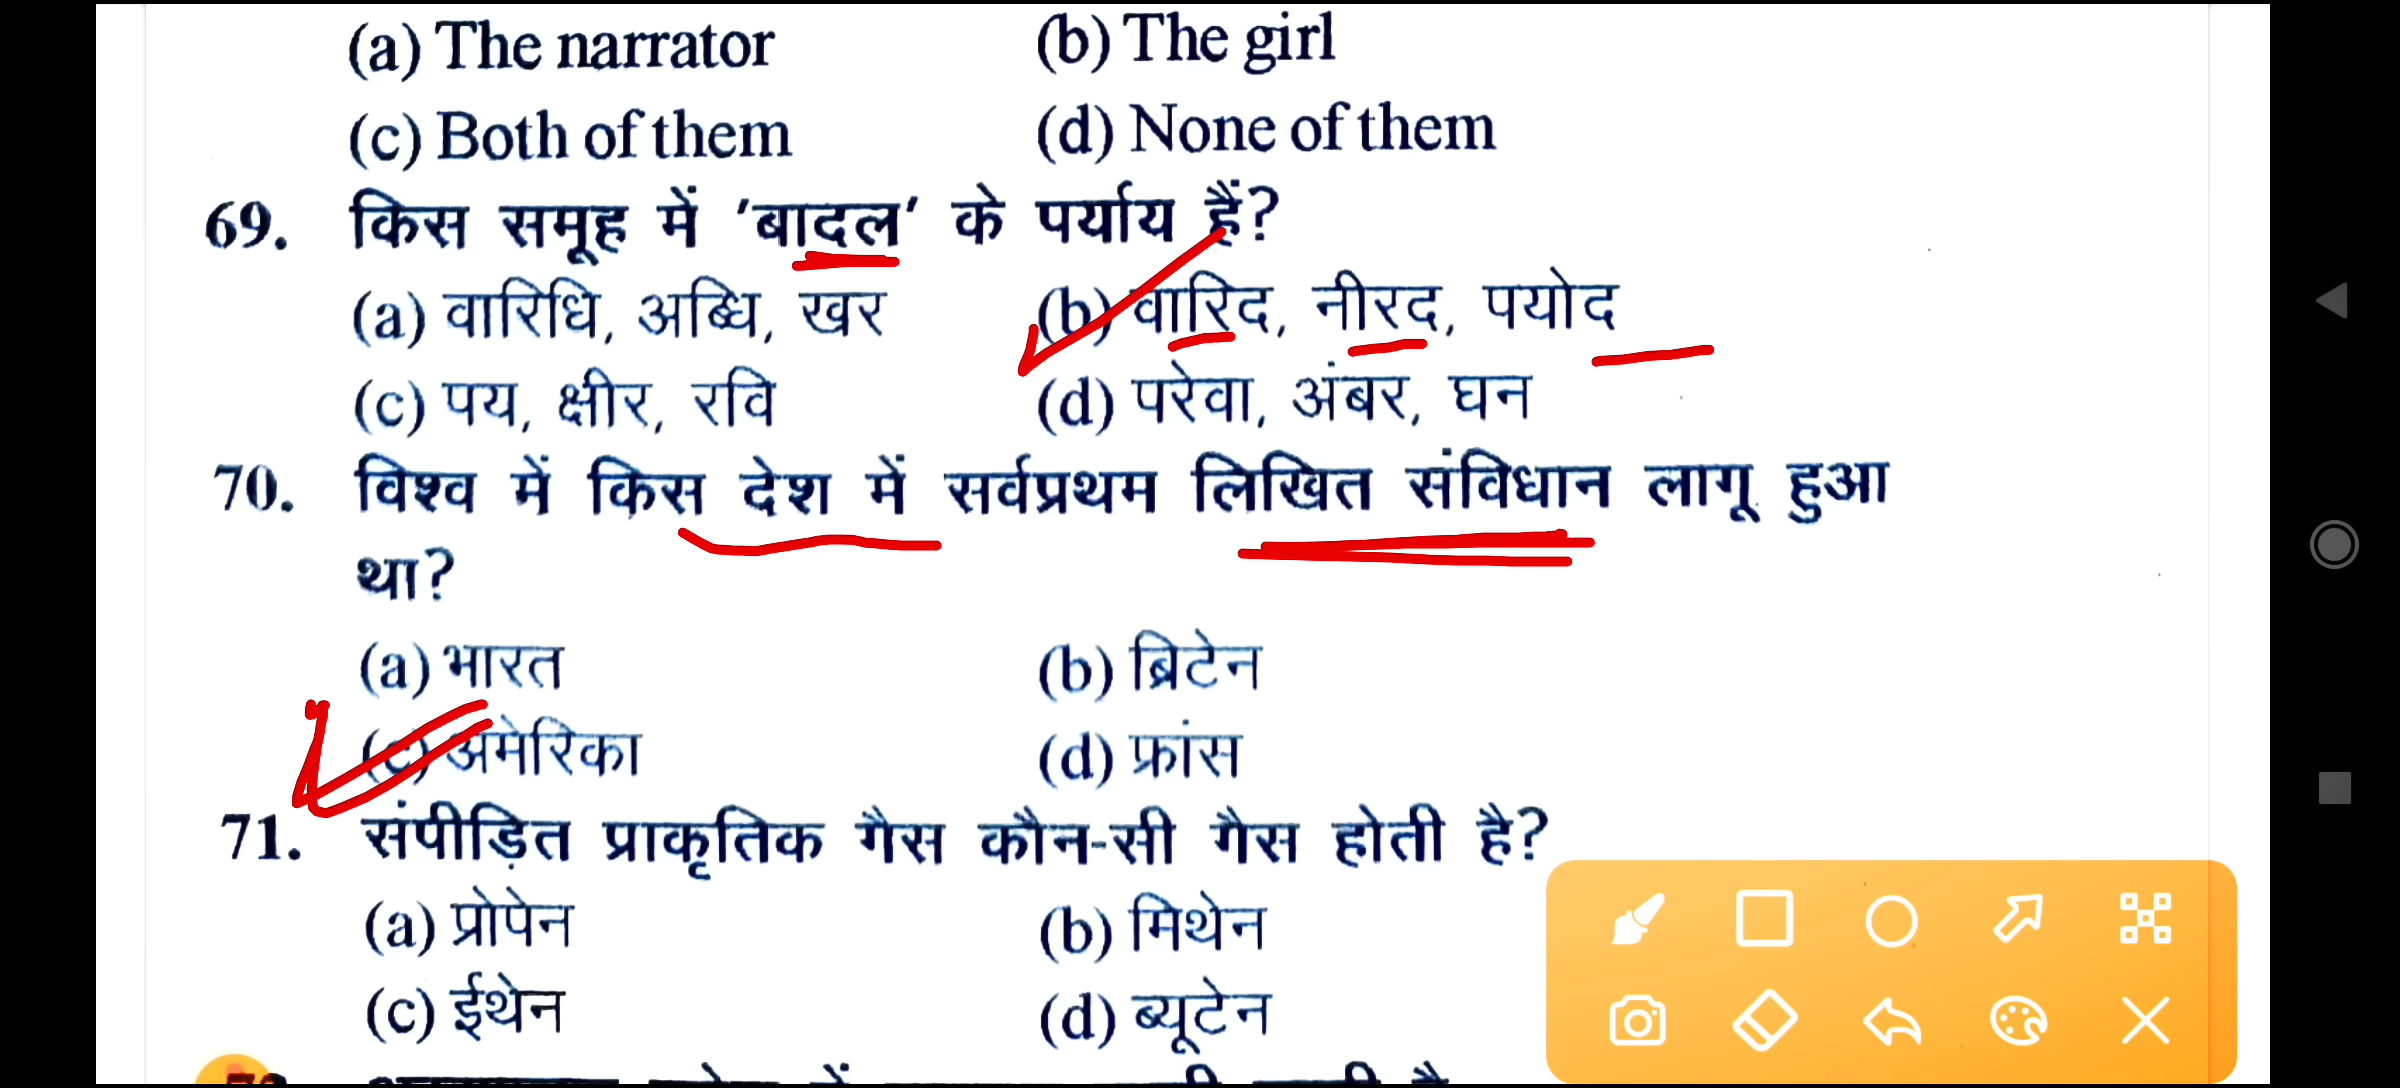 (a) The narrator (b) The girl
(c) Both of them (d) None of them
69. किस समूह में 'बादल' के पर्याय हैं?
(a) वारिधि, अब्धि, खर (b) वारिद, नीरद, पयोद
(c) पय, क्षीर, रवि (d) परेवा, अंबर, घन
70. विश्व में किस देश में सर्वप्रथम लिखित संविधान लागू हुआ
था?
(a) भारत (b) ब्रिटेन
(c) अमेरिका (d) फ्रांस
71. संपीड़ित प्राकृतिक गैस कौन-सी गैस होती है?
(a) प्रोपेन (b) मिथेन
(c) ईथेन (d) ब्यूटेन